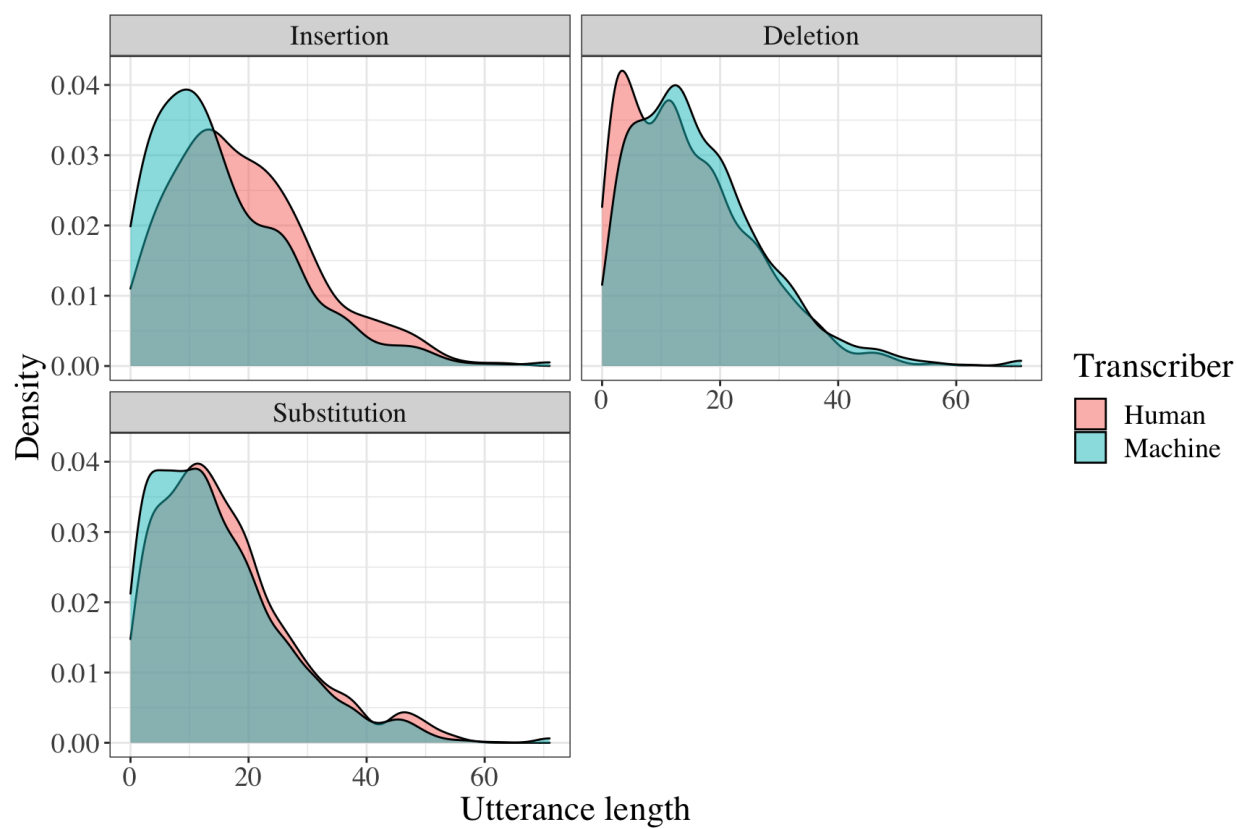 Insertion
Deletion
0.04
0.03
0.02
0.01
0.00
0 20 40 60
Substitution
0.04
0.03
0.02
0.01
0.00
0 20 40 60
Density
Utterance length
Transcriber
Human
Machine